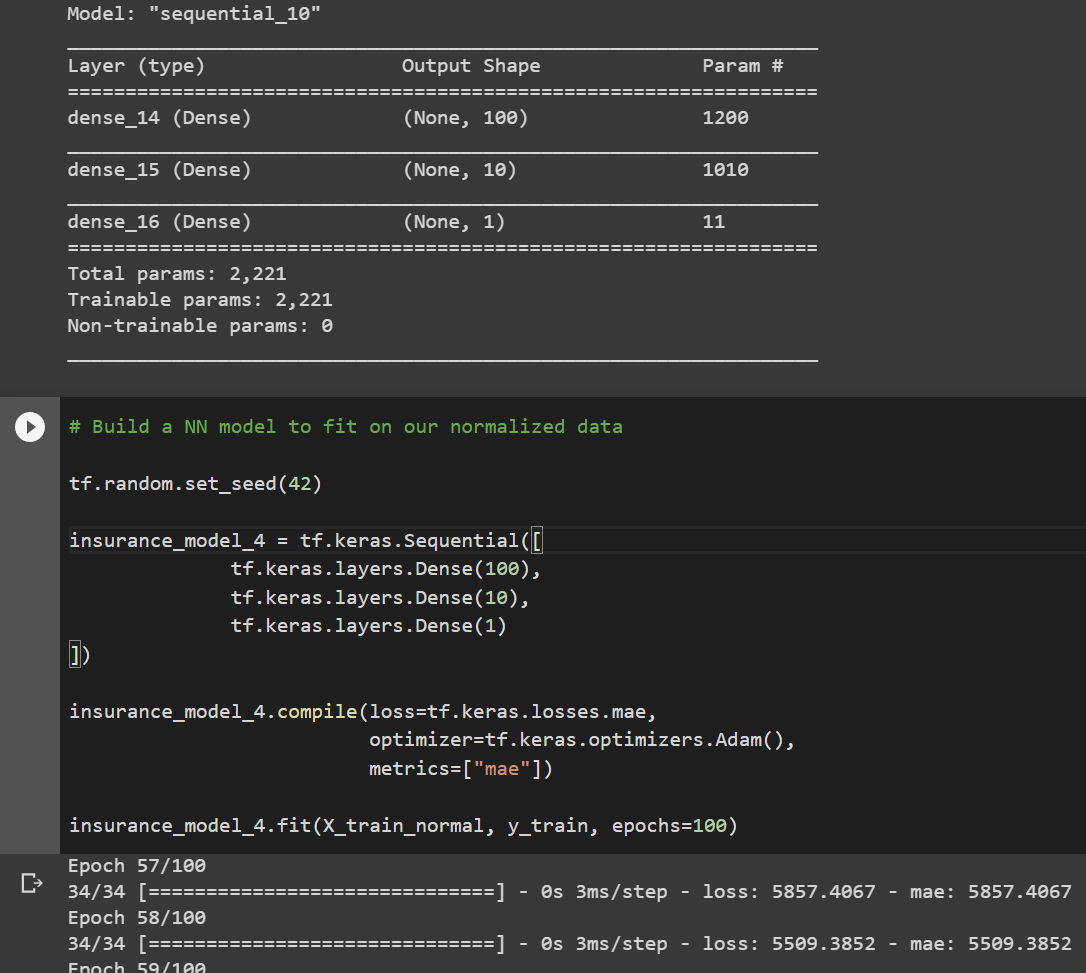 Model: "sequential_10"
_________________________________________________________________
Layer (type)                 Output Shape              Param #
=================================================================
dense_14 (Dense)             (None, 100)               1200
_________________________________________________________________
dense_15 (Dense)             (None, 10)                1010
_________________________________________________________________
dense_16 (Dense)             (None, 1)                 11
=================================================================
Total params: 2,221
Trainable params: 2,221
Non-trainable params: 0
_________________________________________________________________
# Build a NN model to fit on our normalized data
tf.random.set_seed(42)
insurance_model_4 = tf.keras.Sequential([
              tf.keras.layers.Dense(100),
              tf.keras.layers.Dense(10),
              tf.keras.layers.Dense(1)
])
insurance_model_4.compile(loss=tf.keras.losses.mae,
                          optimizer=tf.keras.optimizers.Adam(),
                          metrics=["mae"])
insurance_model_4.fit(X_train_normal, y_train, epochs=100)
Epoch 57/100
34/34 [==============================] - 0s 3ms/step - loss: 5857.4067 - mae: 5857.4067
Epoch 58/100
34/34 [==============================] - 0s 3ms/step - loss: 5509.3852 - mae: 5509.3852
Epoch 59/100